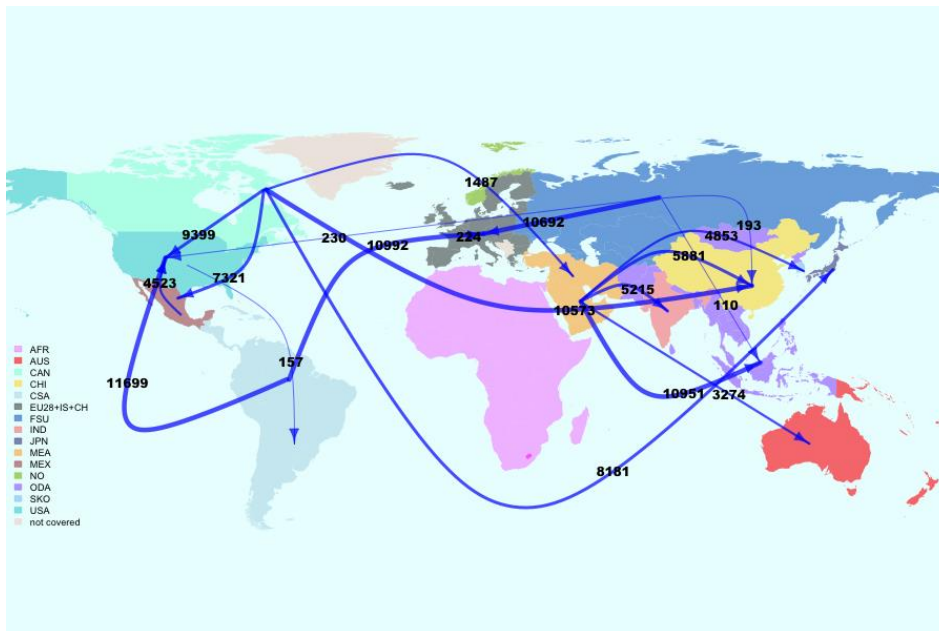 1487
193
9399
230
10992
224
10692
4853
5881
4523
7321
5215
10573
110
AFR
AUS
CAN
CHI
CSA
EU28+IS+CH
FSU
IND
JPN
MEA
MEX
NO
ODA
SKO
USA
not covered
157
11699
10951
3274
8181